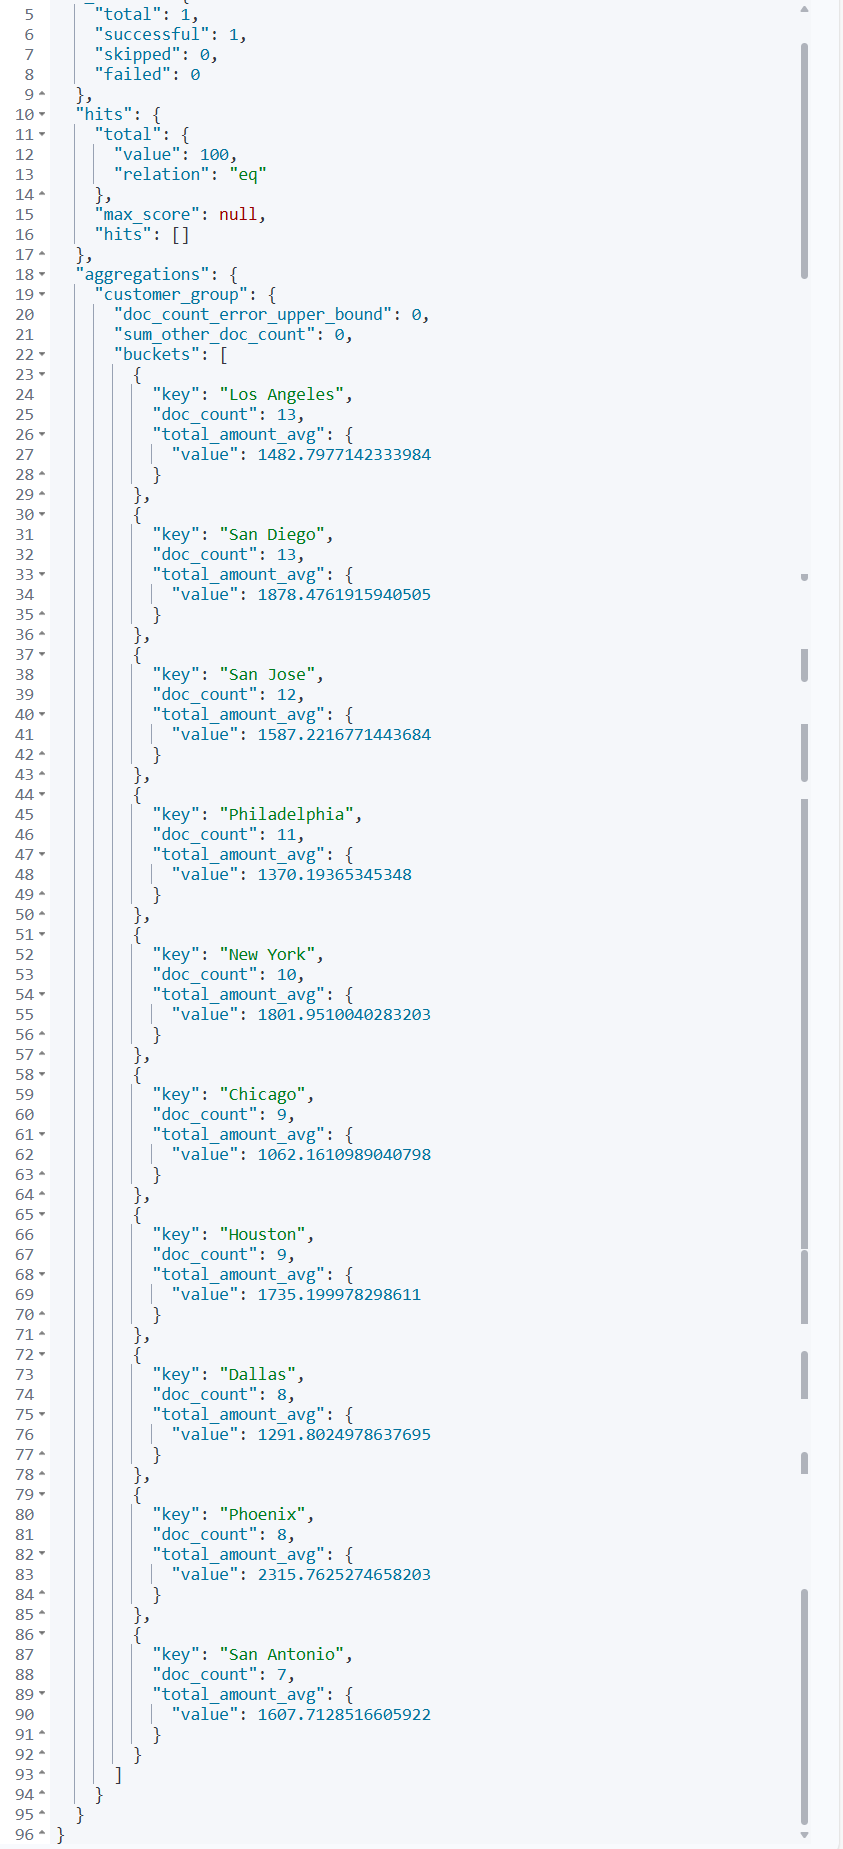 5 "total": 1,
6 "successful": 1,
7 "skipped": 0,
8 "failed": 0
9 },
10 "hits": {
11 "total": {
12 "value": 100,
13 "relation": "eq"
14 },
15 "max_score": null,
16 "hits": []
17 },
18 "aggregations": {
19 "customer_group": {
20 "doc_count_error_upper_bound": 0,
21 "sum_other_doc_count": 0,
22 "buckets": [
23 {
24 "key": "Los Angeles",
25 "doc_count": 13,
26 "total_amount_avg": {
27 "value": 1482.7977142333984
28 }
29 },
30 {
31 "key": "San Diego",
32 "doc_count": 13,
33 "total_amount_avg": {
34 "value": 1878.4761915940505
35 }
36 },
37 {
38 "key": "San Jose",
39 "doc_count": 12,
40 "total_amount_avg": {
41 "value": 1587.2216771443684
42 }
43 },
44 {
45 "key": "Philadelphia",
46 "doc_count": 11,
47 "total_amount_avg": {
48 "value": 1370.19365345348
49 }
50 },
51 {
52 "key": "New York",
53 "doc_count": 10,
54 "total_amount_avg": {
55 "value": 1801.9510040283203
56 }
57 },
58 {
59 "key": "Chicago",
60 "doc_count": 9,
61 "total_amount_avg": {
62 "value": 1062.1610989040798
63 }
64 },
65 {
66 "key": "Houston",
67 "doc_count": 9,
68 "total_amount_avg": {
69 "value": 1735.199978298611
70 }
71 },
72 {
73 "key": "Dallas",
74 "doc_count": 8,
75 "total_amount_avg": {
76 "value": 1291.8024978637695
77 }
78 },
79 {
80 "key": "Phoenix",
81 "doc_count": 8,
82 "total_amount_avg": {
83 "value": 2315.7625274658203
84 }
85 },
86 {
87 "key": "San Antonio",
88 "doc_count": 7,
89 "total_amount_avg": {
90 "value": 1607.7128516605922
91 }
92 }
93 ]
94 }
95 }
96 }